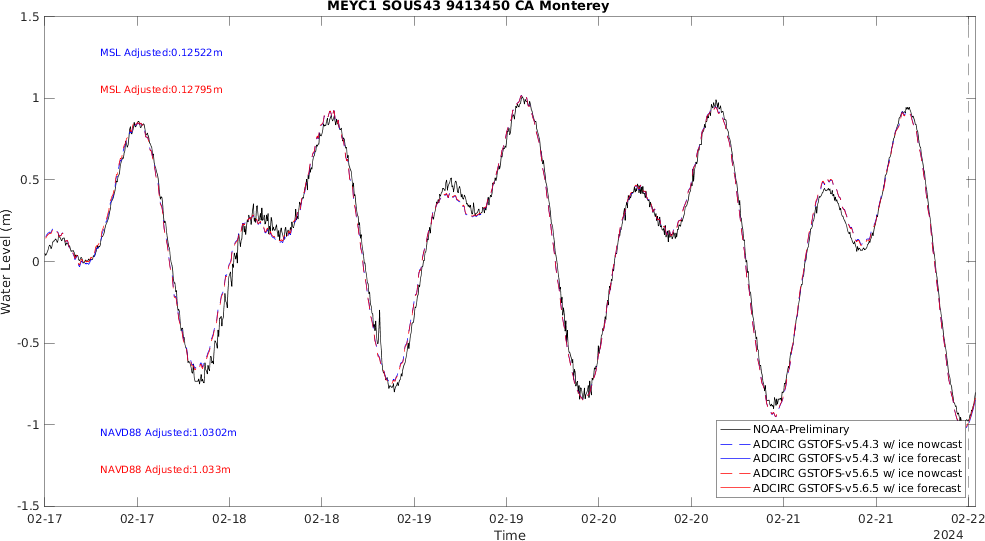 MEYC1 SOUS43 9413450 CA Monterey
1.5
1
0.5
0
-0.5
-1
-1.5
Water Level (m)
MSL Adjusted:0.12522m
MSL Adjusted:0.12795m
NAVD88 Adjusted:1.0302m
NAVD88 Adjusted:1.033m
NOAA-Preliminary
ADCIRC GSTOFS-v5.4.3 w/ ice nowcast
ADCIRC GSTOFS-v5.4.3 w/ ice forecast
ADCIRC GSTOFS-v5.6.5 w/ ice nowcast
ADCIRC GSTOFS-v5.6.5 w/ ice forecast
02-17 02-17 02-18 02-18 02-19 02-19 02-20 02-20 02-21 02-21 02-22
Time
2024